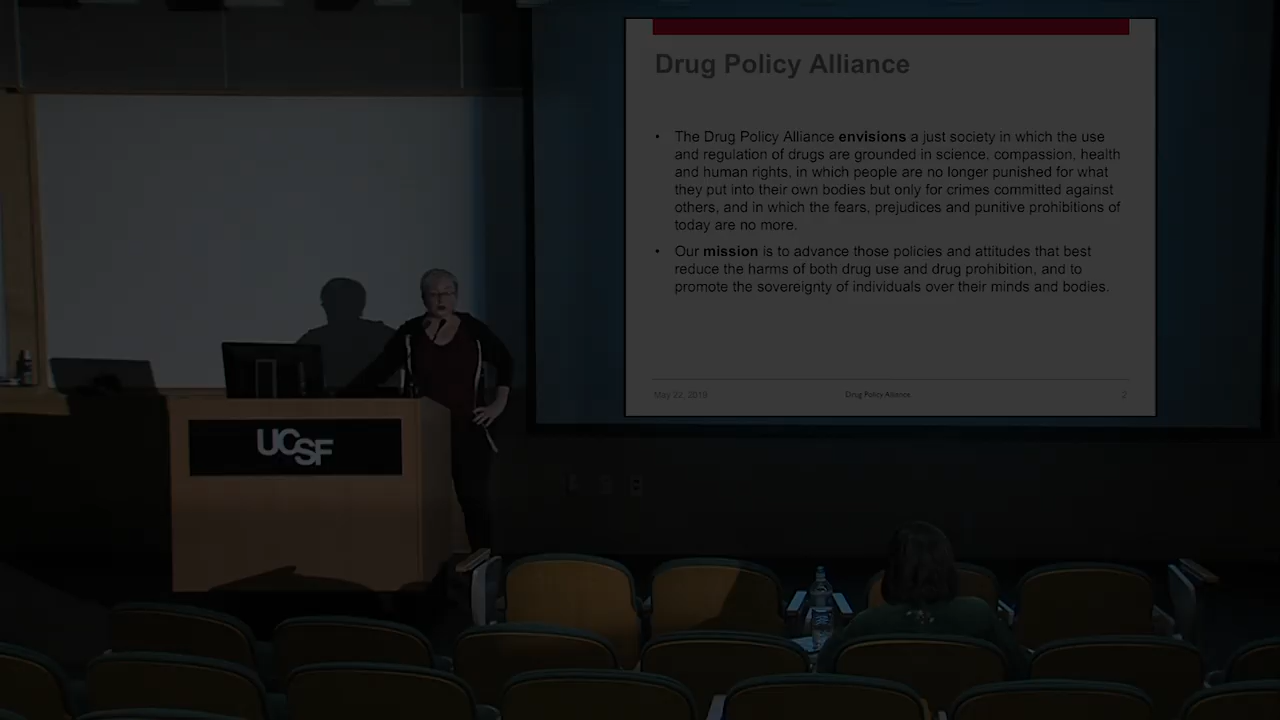 Drug Policy Alliance
• The Drug Policy Alliance envisions a just society in which the use
and regulation of drugs are grounded in science, compassion, health
and human rights, in which people are no longer punished for what
they put into their own bodies but only for crimes committed against
others, and in which the fears, prejudices and punitive prohibitions of
today are no more.
• Our mission is to advance those policies and attitudes that best
reduce the harms of both drug use and drug prohibition, and to
promote the sovereignty of individuals over their minds and bodies.
May 22, 2019 Drug Policy Alliance 2
UCSF